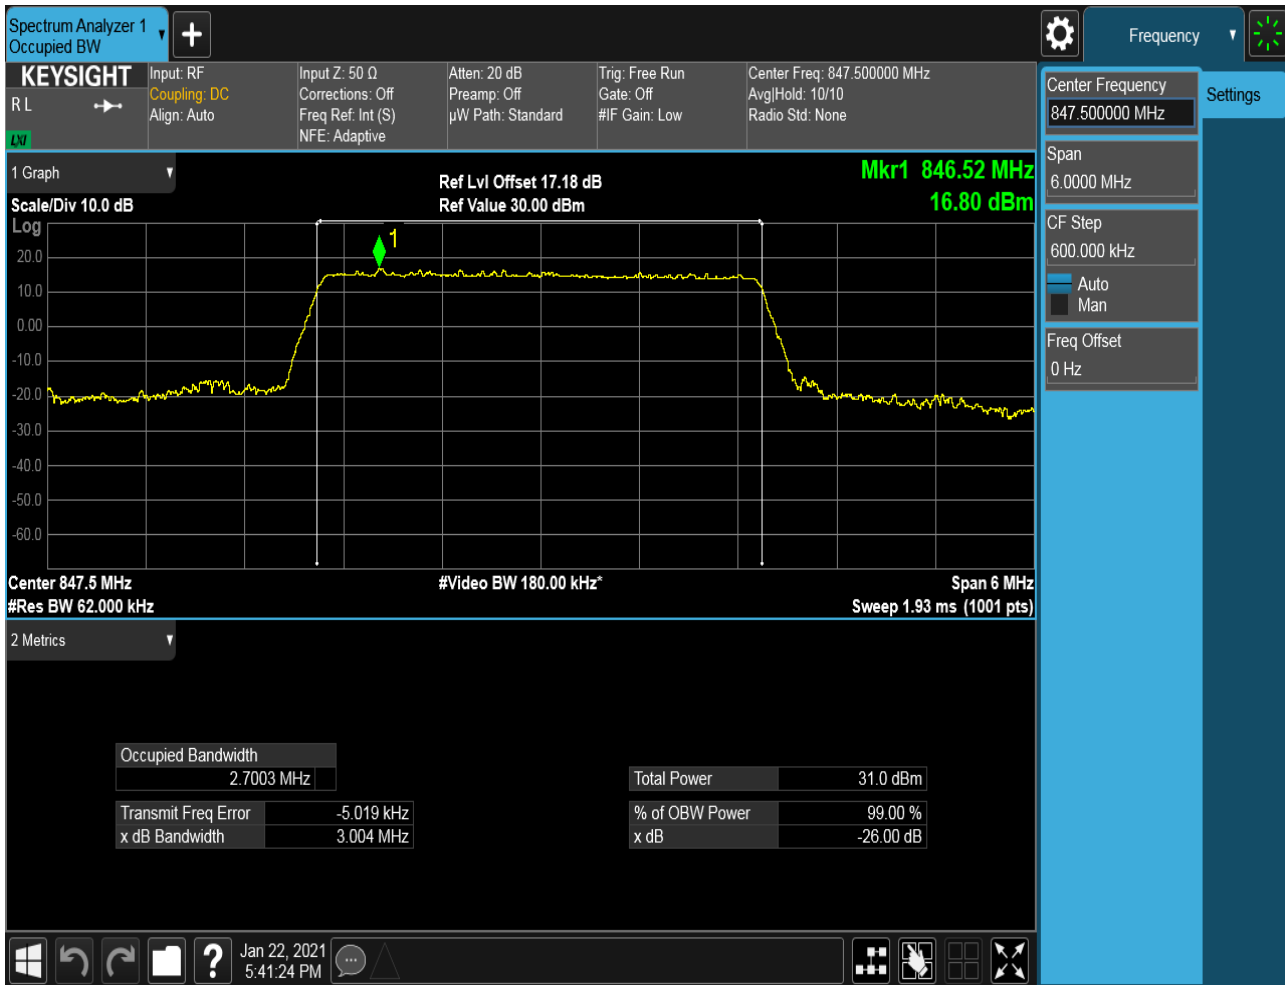 Spectrum Analyzer 1
Occupied BW
Frequency
KEYSIGHT
R L
LXI
Input: RF
Coupling: DC
Align: Auto
Input Z: 50 Ω
Corrections: Off
Freq Ref: Int (S)
NFE: Adaptive
Atten: 20 dB
Preamp: Off
µW Path: Standard
Trig: Free Run
Gate: Off
#IF Gain: Low
Center Freq: 847.500000 MHz
Avg|Hold: 10/10
Radio Std: None
Center Frequency
847.500000 MHz
Settings
Span
6.0000 MHz
CF Step
600.000 kHz
Auto
Man
Freq Offset
0 Hz
1 Graph
Scale/Div 10.0 dB
Ref Lvl Offset 17.18 dB
Ref Value 30.00 dBm
Mkr1 846.52 MHz
16.80 dBm
Log
1
20.0
10.0
0.00
-10.0
-20.0
-30.0
-40.0
-50.0
-60.0
Center 847.5 MHz
#Video BW 180.00 kHz*
Span 6 MHz
#Res BW 62.000 kHz
Sweep 1.93 ms (1001 pts)
2 Metrics
Occupied Bandwidth
2.7003 MHz
Total Power 31.0 dBm
Transmit Freq Error -5.019 kHz
% of OBW Power 99.00 %
x dB Bandwidth 3.004 MHz
x dB -26.00 dB
?
Jan 22, 2021
5:41:24 PM